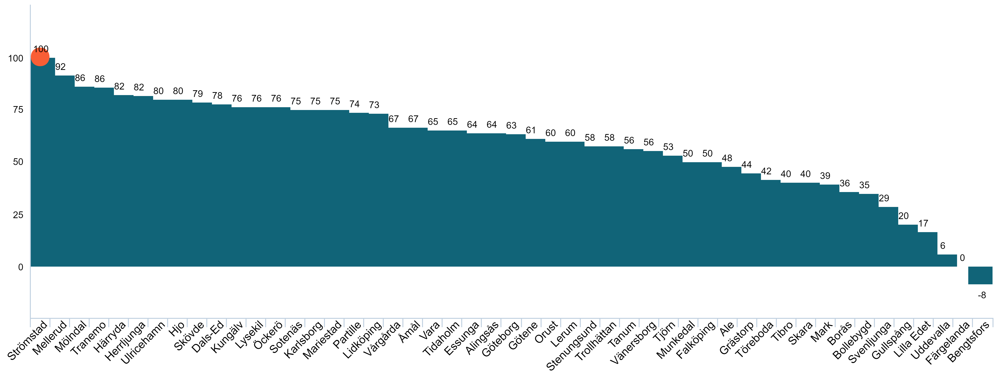 100
75
50
25
0
100
92
86
86
82
82
80
80
79
78
76
76
76
75
75
75
74
73
67
67
65
65
64
64
63
61
60
60
58
58
56
56
53
50
50
48
44
42
40
40
39
36
35
29
20
17
6
0
-8
Strömstad
Mellerud
Mölndal
Tranemo
Härryda
Herrljunga
Ulricehamn
Hjo
Skövde
Dals-Ed
Kungälv
Lysekil
Öckerö
Sotenäs
Karlsborg
Mariestad
Partille
Lidköping
Vårgårda
Åmål
Vara
Tidaholm
Essunga
Alingsås
Göteborg
Götene
Orust
Lerum
Stenungsund
Trollhättan
Tanum
Vänersborg
Tjörn
Munkedal
Falköping
Ale
Grästorp
Töreboda
Tibro
Skara
Mark
Borås
Bollebygd
Svenljunga
Gullspång
Lilla Edet
Uddevalla
Färgelanda
Bengtsfors